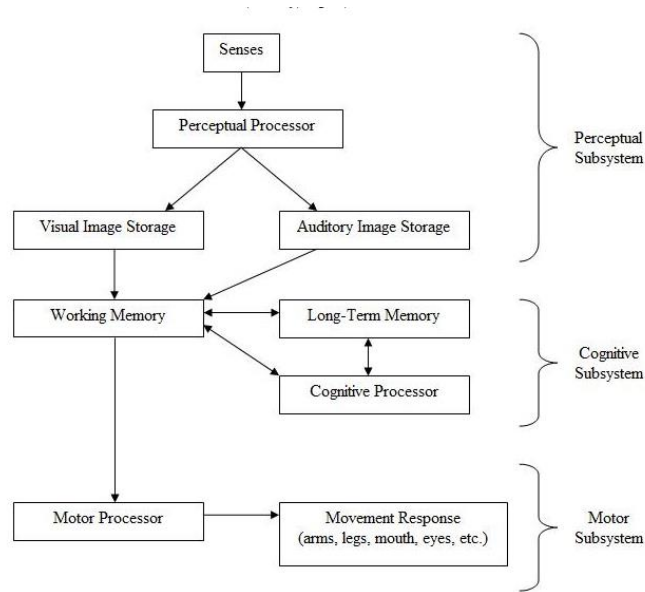 Senses
Perceptual Processor
Perceptual
Subsystem
Visual Image Storage
Auditory Image Storage
Working Memory
Long-Term Memory
Cognitive
Subsystem
Cognitive Processor
Motor Processor
Movement Response
(arms, legs, mouth, eyes, etc.)
Motor
Subsystem